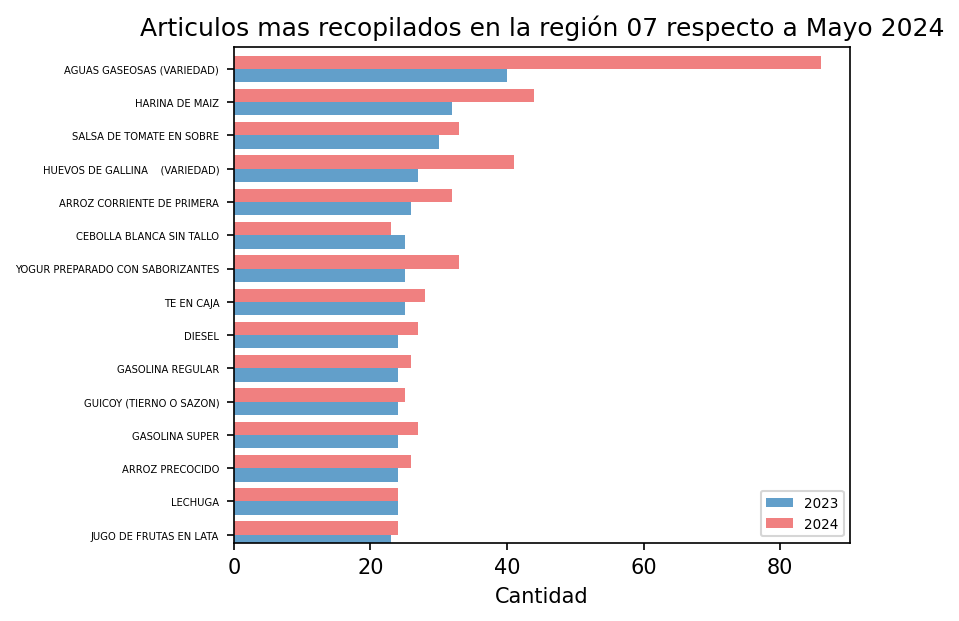 Articulos mas recopilados en la región 07 respecto a Mayo 2024
AGUAS GASEOSAS (VARIEDAD)
HARINA DE MAIZ
SALSA DE TOMATE EN SOBRE
HUEVOS DE GALLINA    (VARIEDAD)
ARROZ CORRIENTE DE PRIMERA
CEBOLLA BLANCA SIN TALLO
YOGUR PREPARADO CON SABORIZANTES
TE EN CAJA
DIESEL
GASOLINA REGULAR
GUICOY (TIERNO O SAZON)
GASOLINA SUPER
ARROZ PRECOCIDO
LECHUGA
JUGO DE FRUTAS EN LATA
2023
2024
0 20 40 60 80
Cantidad